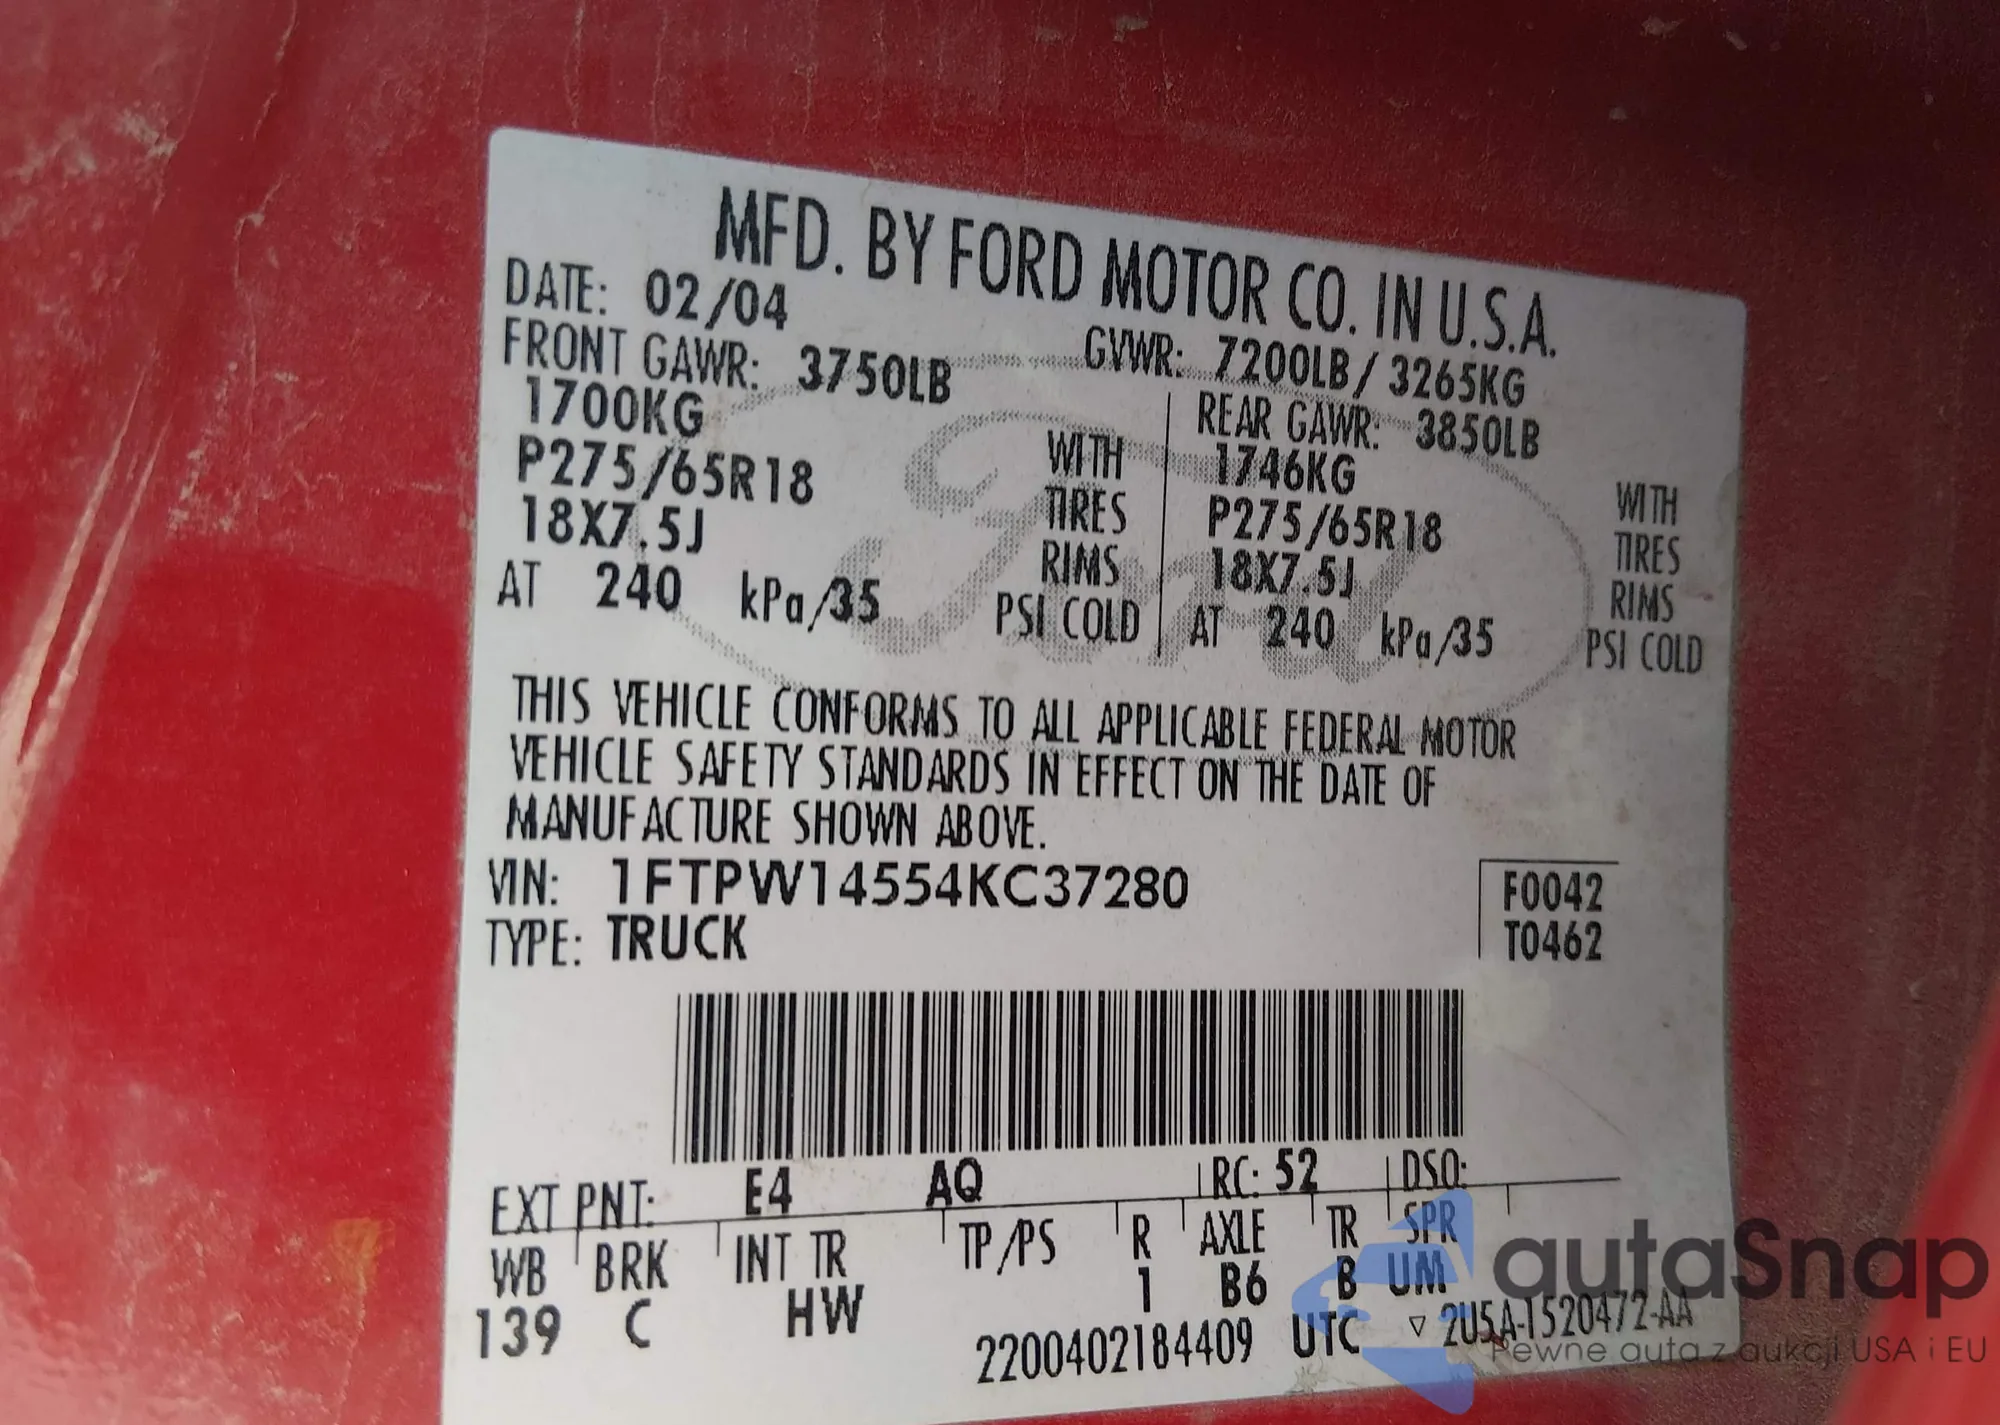 MFD. BY FORD MOTOR CO. IN U.S.A.
DATE: 02/04 GVWR: 7200LB / 3265KG
FRONT GAWR: 3750LB REAR GAWR: 3850LB
1700KG WITH 1746KG WITH
P275/65R18 TIRES P275/65R18 TIRES
18X7.5J RIMS 18X7.5J RIMS
AT 240 kPa/35 PSI COLD AT 240 kPa/35 PSI COLD
Ford
THIS VEHICLE CONFORMS TO ALL APPLICABLE FEDERAL MOTOR
VEHICLE SAFETY STANDARDS IN EFFECT ON THE DATE OF
MANUFACTURE SHOWN ABOVE.
VIN: 1FTPW14554KC37280 F0042
TYPE: TRUCK T0462
EXT PNT: E4 AQ RC: 52 DSO:
WB BRK INT TR TP/PS R AXLE TR SPR
139 C HW 1 B6 B UM
2200402184409 UTC ▽ 2U5A-1520472-AA
autaSnap
Pewne auta z aukcji USA i EU